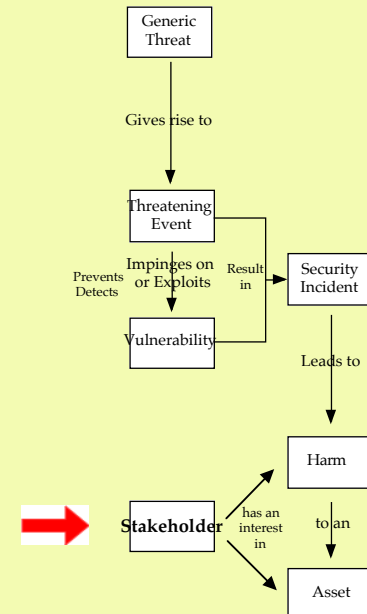 Generic
Threat
Gives rise to
Threatening
Event
Impinges on
or Exploits
Prevents
Detects
Result
in
Security
Incident
Vulnerability
Leads to
Harm
Stakeholder
has an
interest
in
to an
Asset